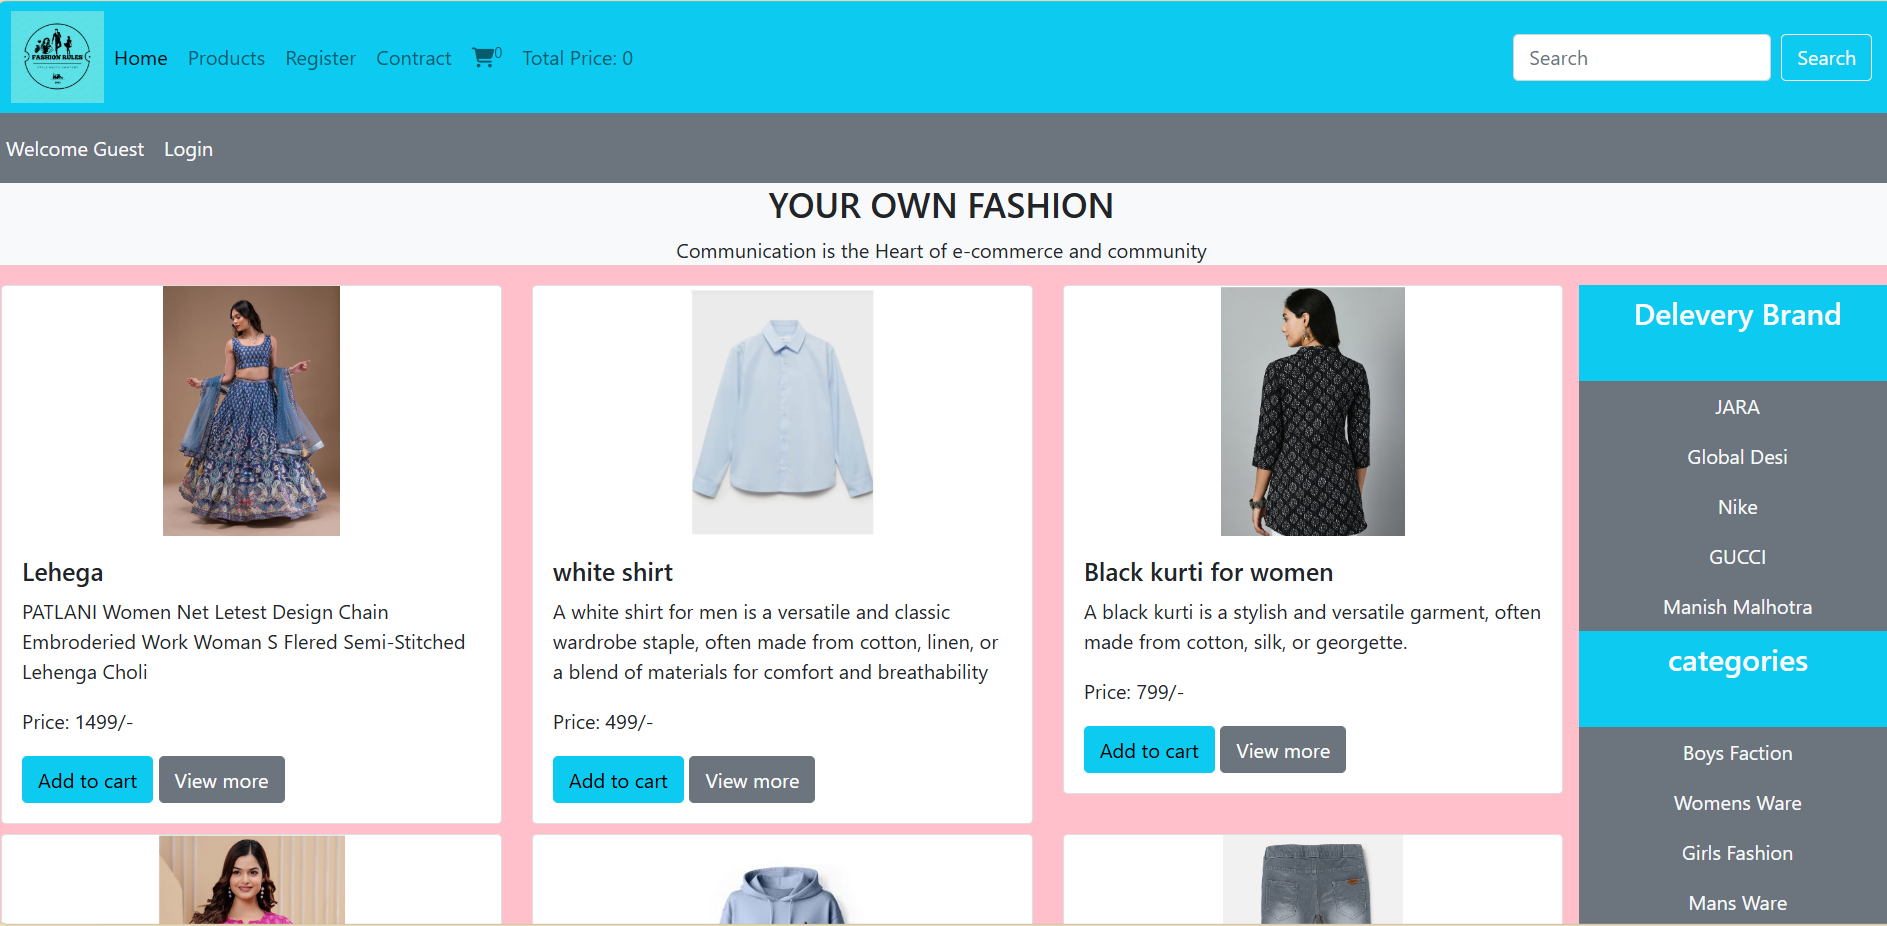 FASHION RULES
Home Products Register Contract 0 Total Price: 0 Search Search
Welcome Guest Login
YOUR OWN FASHION
Communication is the Heart of e-commerce and community
Lehega
PATLANI Women Net Letest Design Chain
Embroderied Work Woman S Flered Semi-Stitched
Lehenga Choli
Price: 1499/-
Add to cart View more
white shirt
A white shirt for men is a versatile and classic
wardrobe staple, often made from cotton, linen, or
a blend of materials for comfort and breathability
Price: 499/-
Add to cart View more
Black kurti for women
A black kurti is a stylish and versatile garment, often
made from cotton, silk, or georgette.
Price: 799/-
Add to cart View more
Delevery Brand
JARA
Global Desi
Nike
GUCCI
Manish Malhotra
categories
Boys Faction
Womens Ware
Girls Fashion
Mans Ware